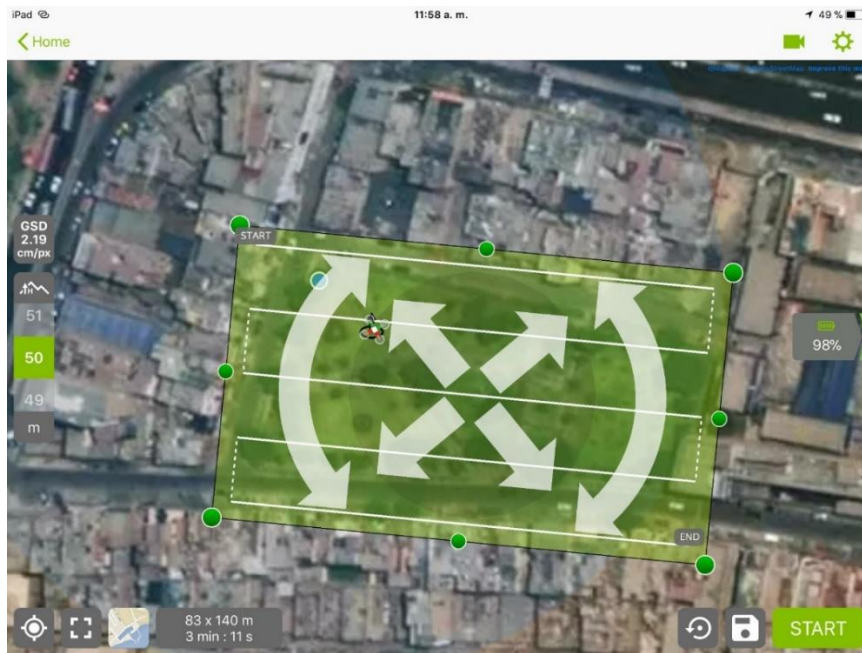 iPad
11:58 a. m.
49 %
Home
GSD
2.19
cm/px
START
51
50
49
m
98%
END
83 x 140 m
3 min : 11 s
START